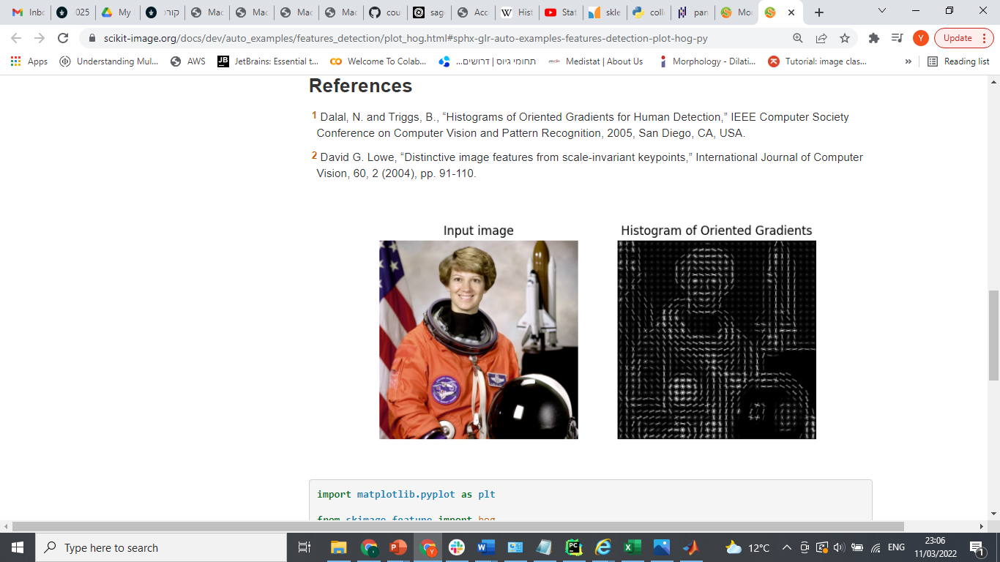 Inbo
025
My
קור
Mac
Mac
Mac
Mac
cou
sage
Acc
Hist
Stat
skle
colle
pan
Mo
scikit-image.org/docs/dev/auto_examples/features_detection/plot_hog.html#sphx-glr-auto-examples-features-detection-plot-hog-py
Y
Update
Apps
Understanding Mul...
AWS
JetBrains: Essential t...
Welcome To Colab...
תחומי גיוס | דרושים...
Medistat | About Us
Morphology - Dilati...
Tutorial: image clas...
»
Reading list
References
1 Dalal, N. and Triggs, B., “Histograms of Oriented Gradients for Human Detection,” IEEE Computer Society
Conference on Computer Vision and Pattern Recognition, 2005, San Diego, CA, USA.
2 David G. Lowe, “Distinctive image features from scale-invariant keypoints,” International Journal of Computer
Vision, 60, 2 (2004), pp. 91-110.
Input image
Histogram of Oriented Gradients
import matplotlib.pyplot as plt
from skimage.feature import hog
Type here to search
12°C
ENG
23:06
11/03/2022
1